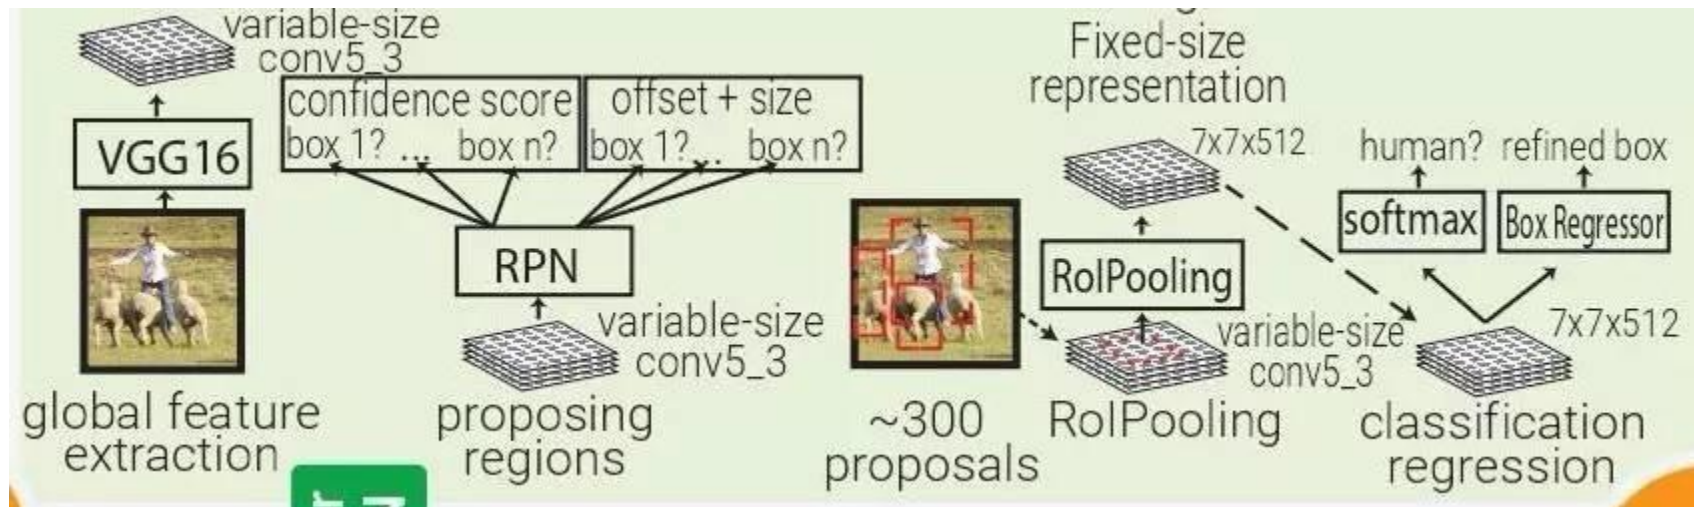 variable-size
conv5_3
VGG16
global feature
extraction
confidence score
box 1? ... box n?
offset + size
box 1? ... box n?
RPN
variable-size
conv5_3
proposing
regions
~300
proposals
Fixed-size
representation
7x7x512
RoIPooling
variable-size
conv5_3
RoIPooling
human?
refined box
softmax
Box Regressor
7x7x512
classification
regression